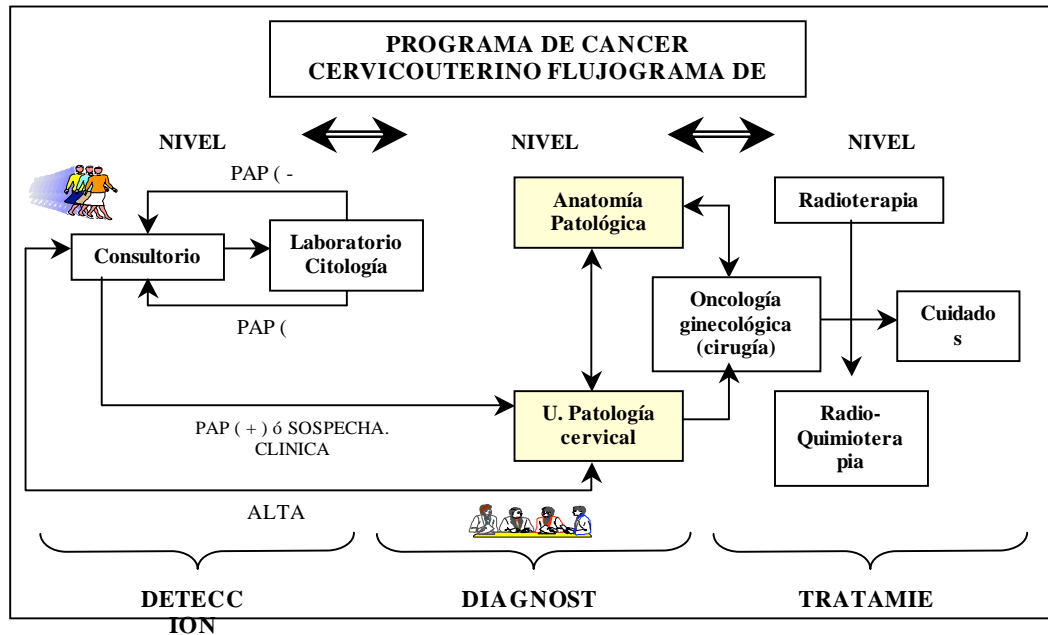 PROGRAMA DE CANCER
CERVICOUTERINO FLUJOGRAMA DE
NIVEL
NIVEL
NIVEL
PAP ( -
Consultorio
Laboratorio
Citología
PAP (
Anatomía
Patológica
Radioterapia
Oncología
ginecológica
(cirugía)
Cuidado
s
PAP ( + ) ó SOSPECHA.
CLINICA
U. Patología
cervical
Radio-
Quimiotera
pia
ALTA
DETECC
ION
DIAGNOST
TRATAMIE